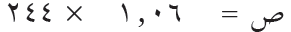 ص = ١,٠٦ × ٢٤٤